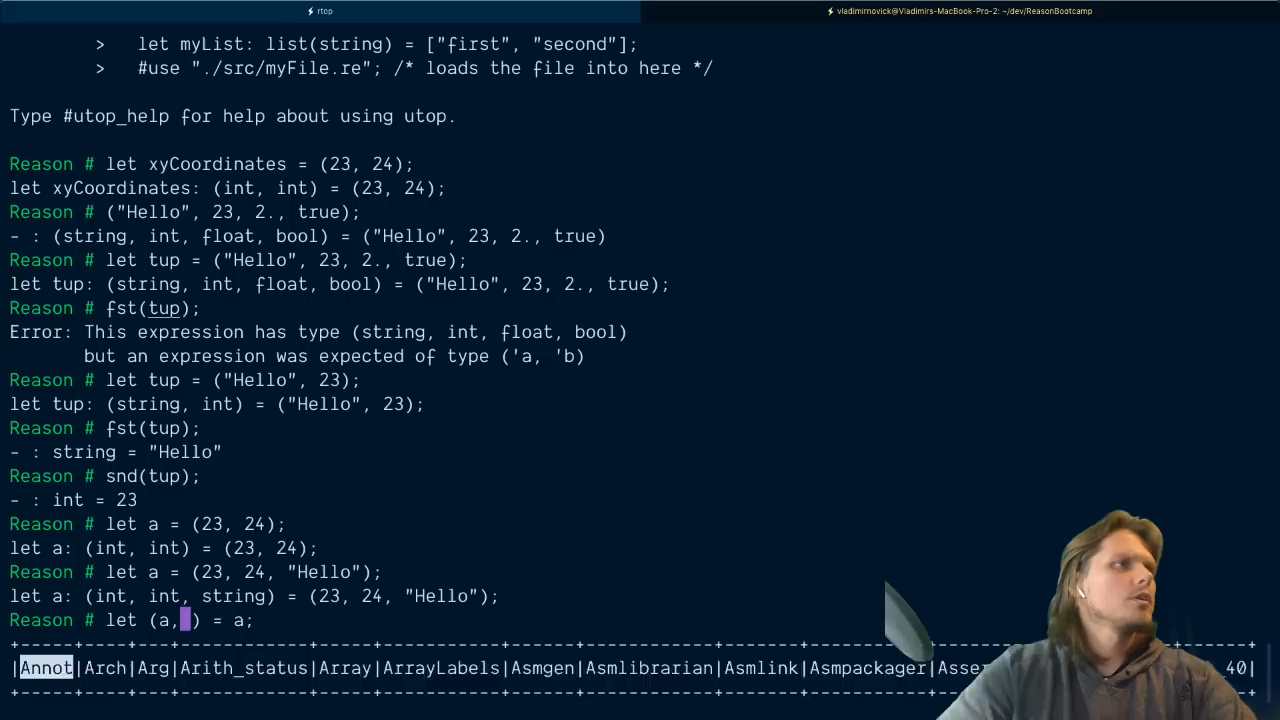 ⚡ rtop
⚡ vladimirnovick@Vladimirs-MacBook-Pro-2: ~/dev/ReasonBootcamp
> let myList: list(string) = ["first", "second"];
> #use "./src/myFile.re"; /* loads the file into here */
Type #utop_help for help about using utop.
Reason # let xyCoordinates = (23, 24);
let xyCoordinates: (int, int) = (23, 24);
Reason # ("Hello", 23, 2., true);
- : (string, int, float, bool) = ("Hello", 23, 2., true)
Reason # let tup = ("Hello", 23, 2., true);
let tup: (string, int, float, bool) = ("Hello", 23, 2., true);
Reason # fst(tup);
Error: This expression has type (string, int, float, bool)
but an expression was expected of type ('a, 'b)
Reason # let tup = ("Hello", 23);
let tup: (string, int) = ("Hello", 23);
Reason # fst(tup);
- : string = "Hello"
Reason # snd(tup);
- : int = 23
Reason # let a = (23, 24);
let a: (int, int) = (23, 24);
Reason # let a = (23, 24, "Hello");
let a: (int, int, string) = (23, 24, "Hello");
Reason # let (a, ) = a;
|Annot|Arch|Arg|Arith_status|Array|ArrayLabels|Asmgen|Asmlibrarian|Asmlink|Asmpackager|